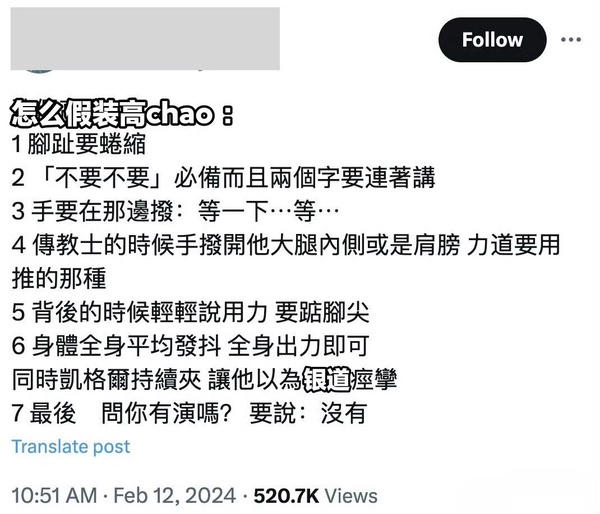 Follow
怎么假装高chao：
1 腳趾要蜷縮
2 「不要不要」必備而且兩個字要連著講
3 手要在那邊撥：等一下⋯等⋯
4 傳教士的時候手撥開他大腿內側或是肩膀 力道要用
推的那種
5 背後的時候輕輕說用力 要踮腳尖
6 身體全身平均發抖 全身出力即可
同時凱格爾持續夾 讓他以為银道痙攣
7 最後 問你有演嗎？ 要說：沒有
Translate post
10:51 AM · Feb 12, 2024 · 520.7K Views